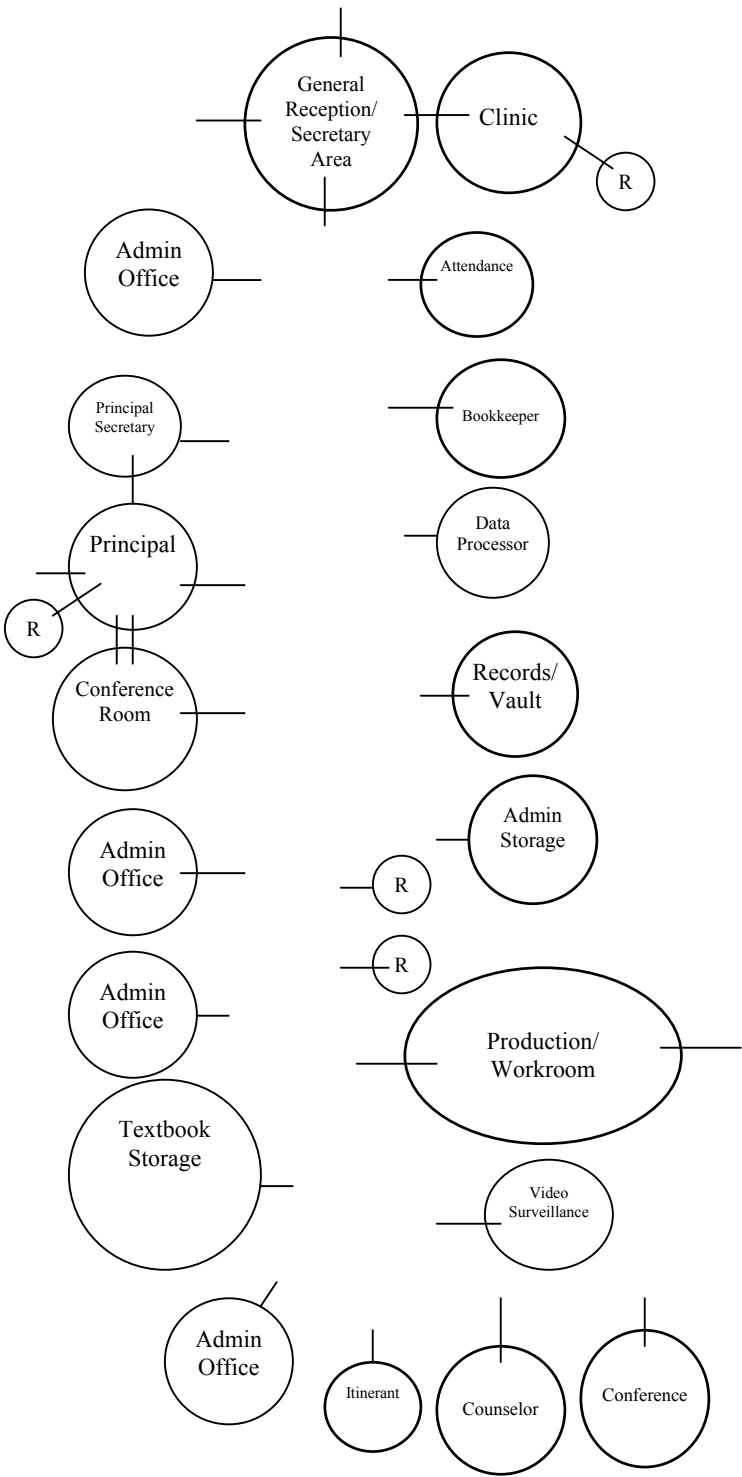 General
Reception/
Secretary
Area
Clinic
R
Admin
Office
Attendance
Principal
Secretary
Bookkeeper
Principal
Data
Processor
R
Conference
Room
Records/
Vault
Admin
Office
Admin
Storage
R
R
Admin
Office
Production/
Workroom
Textbook
Storage
Video
Surveillance
Admin
Office
Itinerant
Counselor
Conference